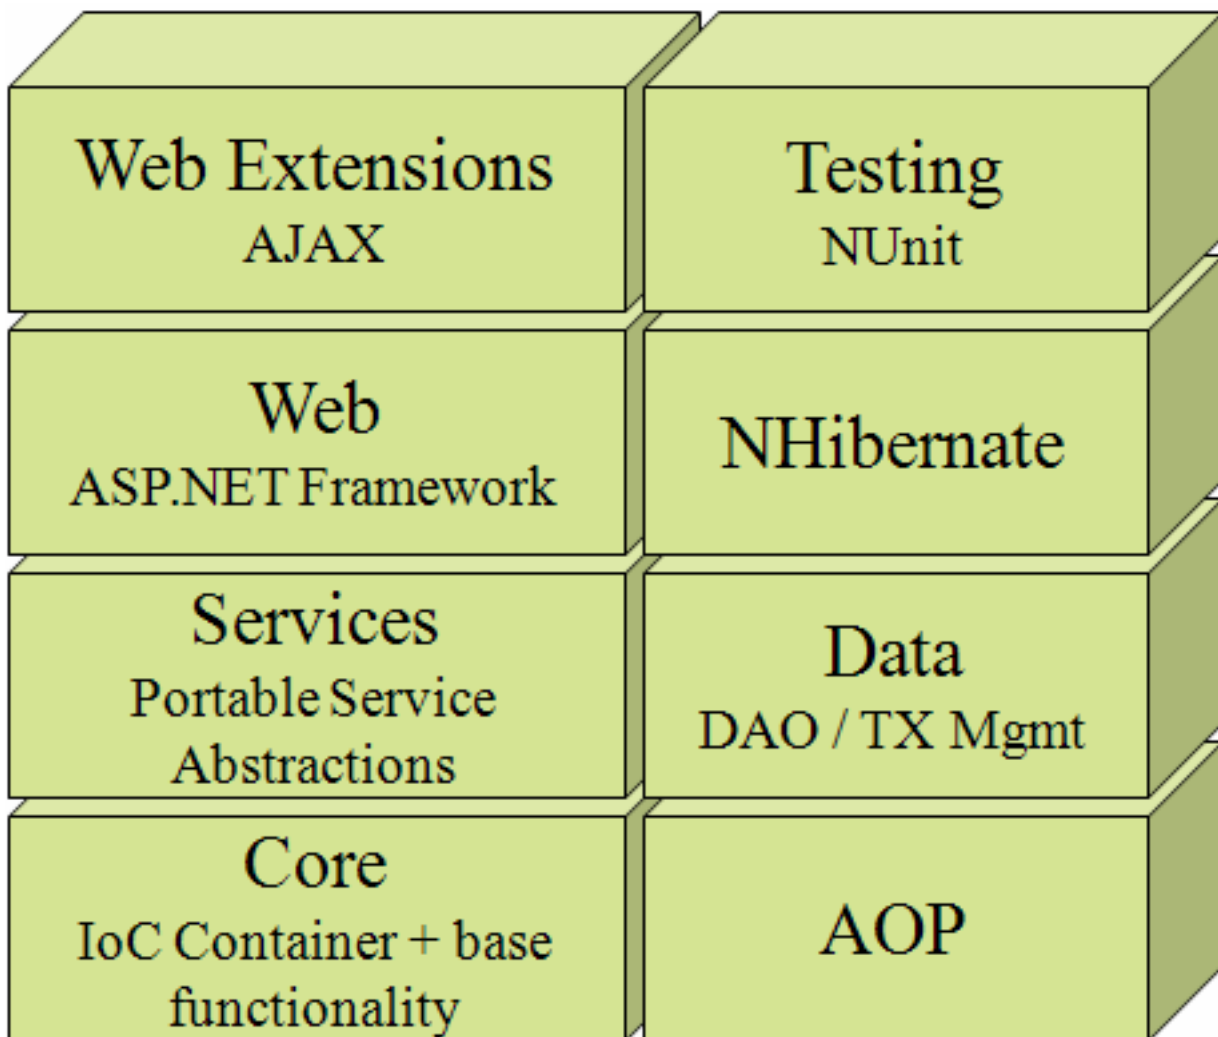 Web Extensions
AJAX
Testing
NUnit
Web
ASP.NET Framework
NHibernate
Services
Portable Service
Abstractions
Data
DAO / TX Mgmt
Core
IoC Container + base
functionality
AOP